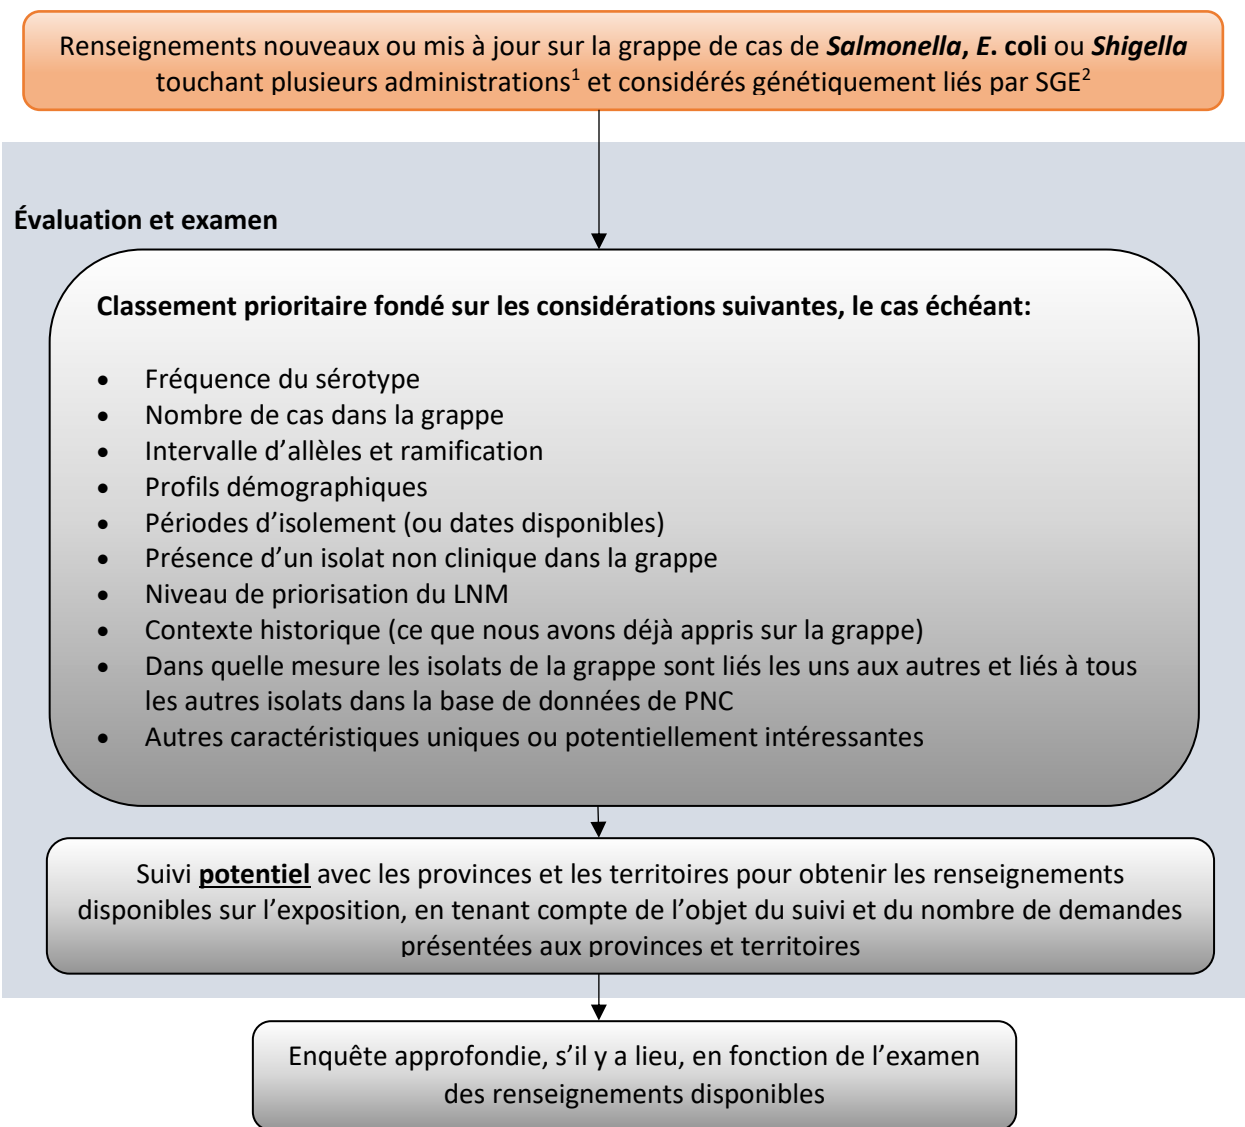 Renseignements nouveaux ou mis à jour sur la grappe de cas de Salmonella, E. coli ou Shigella
touchant plusieurs administrations1 et considérés génétiquement liés par SGE2
Évaluation et examen
Classement prioritaire fondé sur les considérations suivantes, le cas échéant:
• Fréquence du sérotype
• Nombre de cas dans la grappe
• Intervalle d’allèles et ramification
• Profils démographiques
• Périodes d’isolement (ou dates disponibles)
• Présence d’un isolat non clinique dans la grappe
• Niveau de priorisation du LNM
• Contexte historique (ce que nous avons déjà appris sur la grappe)
• Dans quelle mesure les isolats de la grappe sont liés les uns aux autres et liés à tous
les autres isolats dans la base de données de PNC
• Autres caractéristiques uniques ou potentiellement intéressantes
Suivi potentiel avec les provinces et les territoires pour obtenir les renseignements
disponibles sur l’exposition, en tenant compte de l’objet du suivi et du nombre de demandes
présentées aux provinces et territoires
Enquête approfondie, s’il y a lieu, en fonction de l’examen
des renseignements disponibles